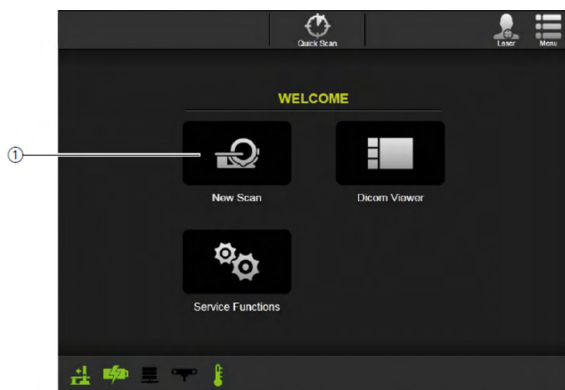 Quick Scan
Laser
Menu
WELCOME
①
New Scan
Dicom Viewer
Service Functions